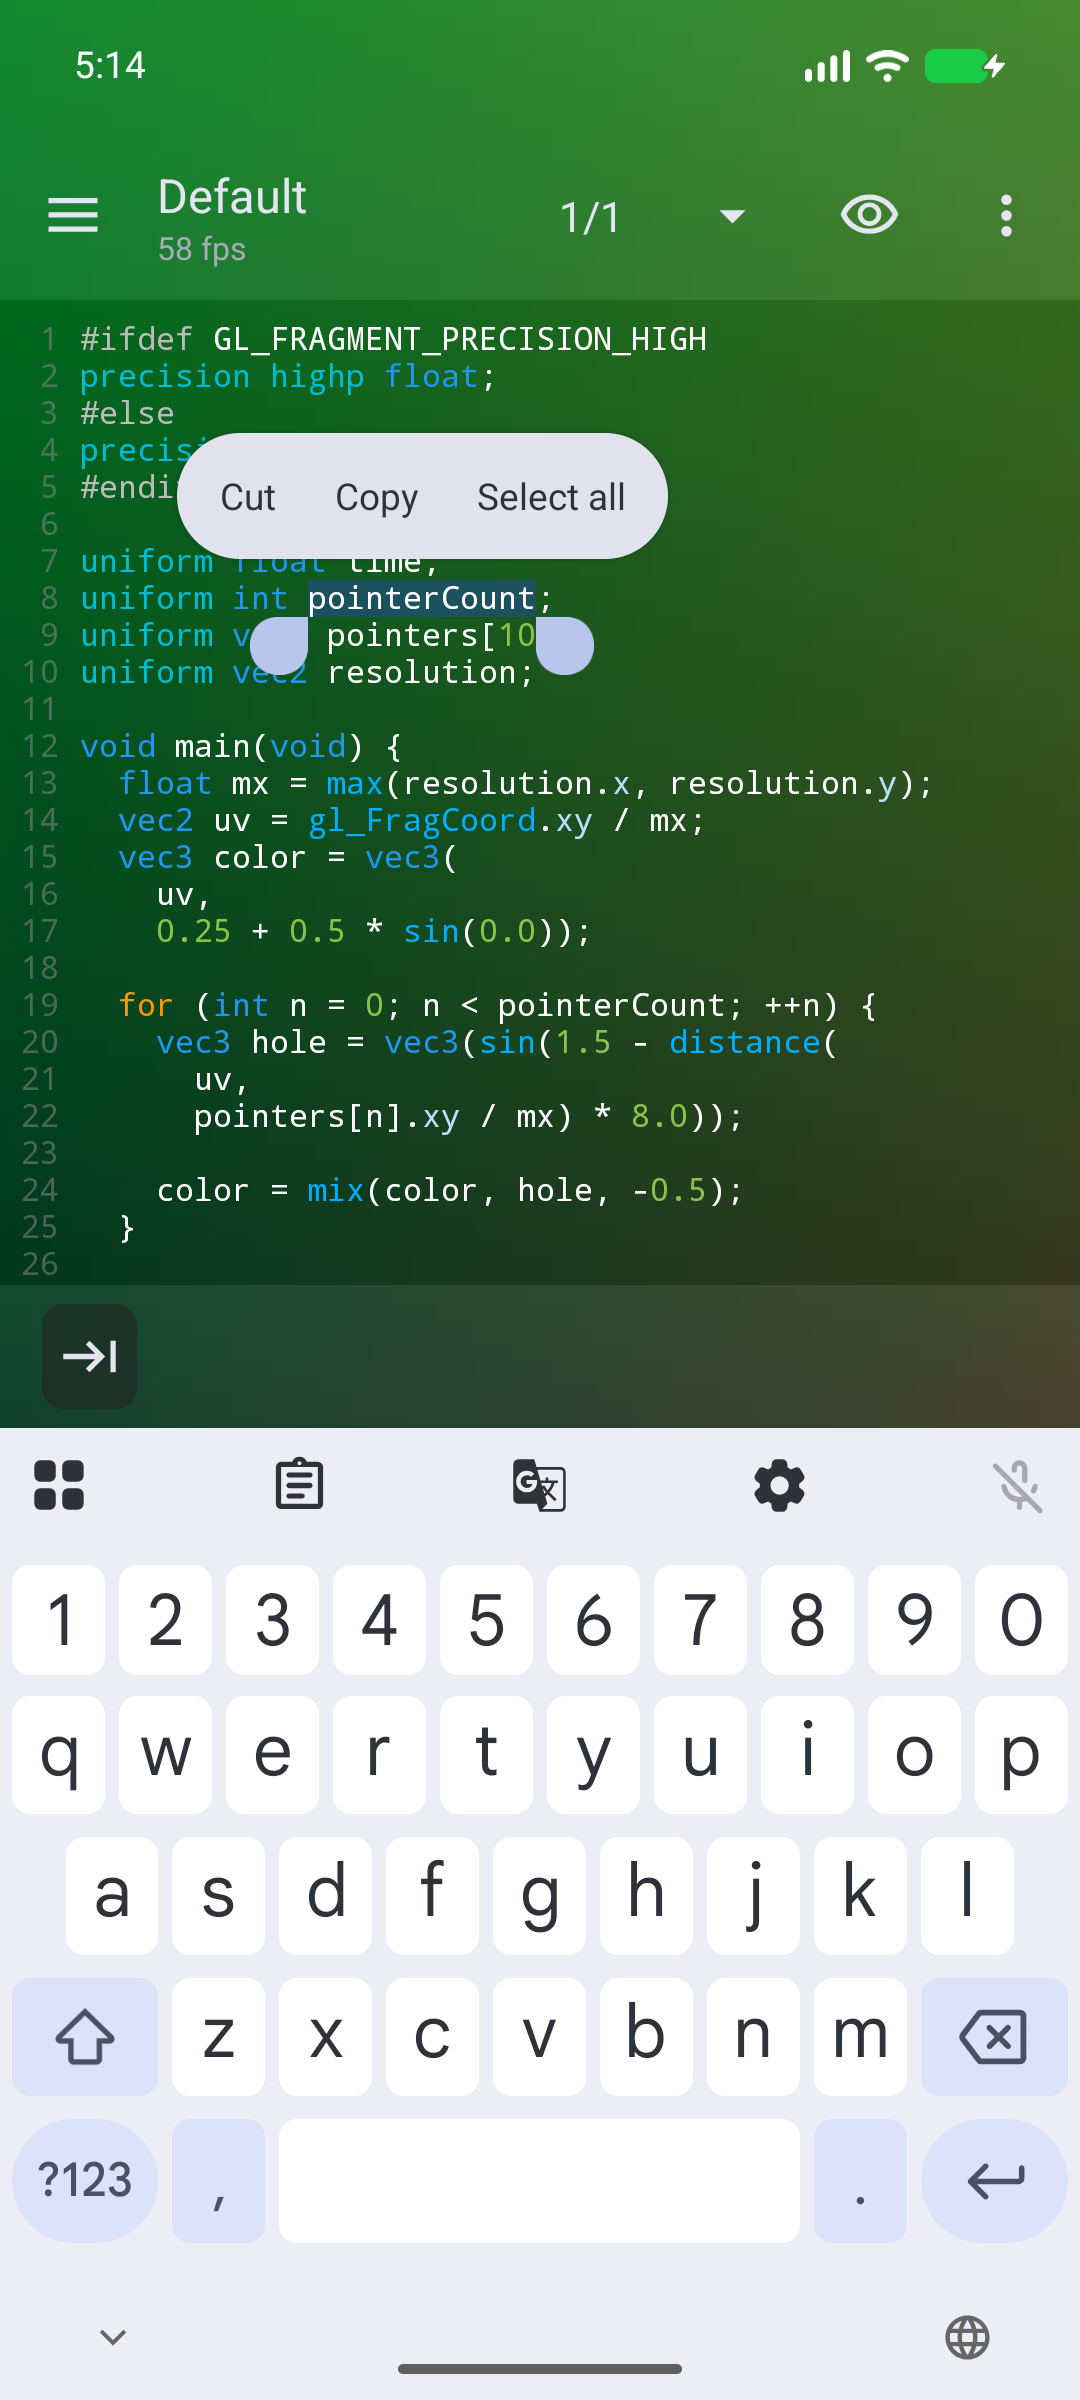 5:14
Default
58 fps
1/1
1 #ifdef GL_FRAGMENT_PRECISION_HIGH
2 precision highp float;
3 #else
4
5
6
Cut Copy Select all
7 uniform float time;
8 uniform int pointerCount;
9 uniform pointers[10
10 uniform vec2 resolution;
11
12 void main(void) {
13 float mx = max(resolution.x, resolution.y);
14 vec2 uv = gl_FragCoord.xy / mx;
15 vec3 color = vec3(
16 uv,
17 0.25 + 0.5 * sin(0.0));
18
19 for (int n = 0; n < pointerCount; ++n) {
20 vec3 hole = vec3(sin(1.5 - distance(
21 uv,
22 pointers[n].xy / mx) * 8.0));
23
24 color = mix(color, hole, -0.5);
25 }
26
1 2 3 4 5 6 7 8 9 0
q w e r t y u i o p
a s d f g h j k l
z x c v b n m
?123 , .